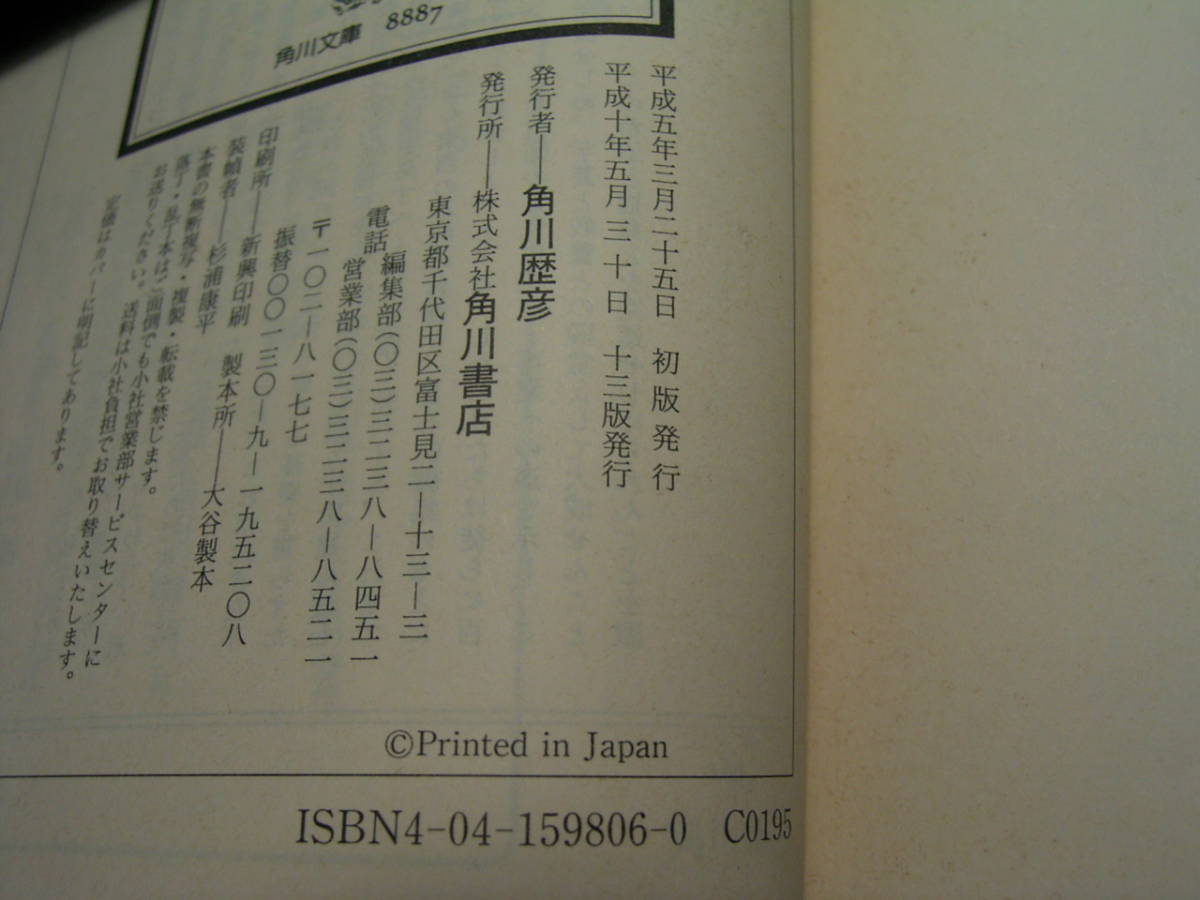 角川文庫 8887
平成五年三月二十五日 初版発行
平成十年五月三十日 十三版発行
発行者——角川歴彦
発行所——株式会社角川書店
東京都千代田区富士見二—十三—三
電話 編集部(〇三)三二三八—八四五一
営業部(〇三)三二三八—八五二一
〒一〇二—八一七七
振替〇〇一三〇—九—一九五二〇八
印刷所——新興印刷 製本所——大谷製本
装幀者——杉浦康平
本書の無断複写・複製・転載を禁じます。
落丁・乱丁本はご面倒でも小社営業部サービスセンターに
お送りください。送料は小社負担でお取り替えいたします。
定価はカバーに明記してあります。
©Printed in Japan
ISBN4-04-159806-0 C0195